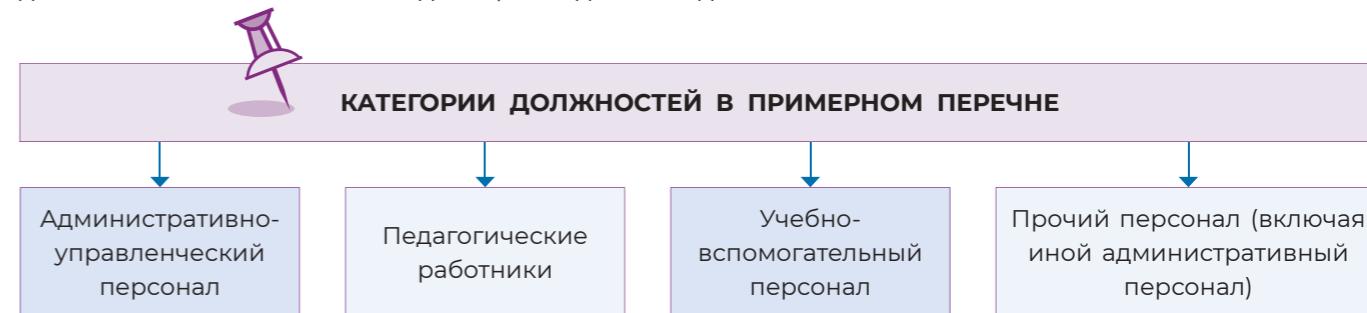 КАТЕГОРИИ ДОЛЖНОСТЕЙ В ПРИМЕРНОМ ПЕРЕЧНЕ
Административно-
управленческий
персонал
Педагогические
работники
Учебно-
вспомогательный
персонал
Прочий персонал (включая
иной административный
персонал)